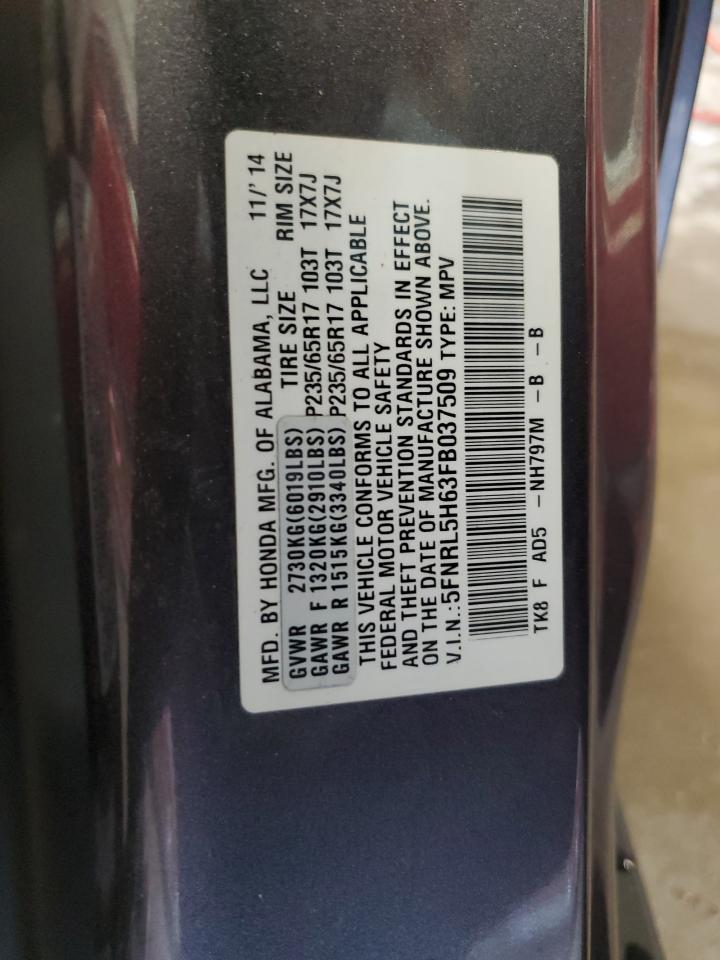 MFD. BY HONDA MFG. OF ALABAMA, LLC 11/' 14
TIRE SIZE RIM SIZE
GVWR 2730KG(6019LBS)
GAWR F 1320KG(2910LBS) P235/65R17 103T 17X7J
GAWR R 1515KG(3340LBS) P235/65R17 103T 17X7J
THIS VEHICLE CONFORMS TO ALL APPLICABLE
FEDERAL MOTOR VEHICLE SAFETY
AND THEFT PREVENTION STANDARDS IN EFFECT
ON THE DATE OF MANUFACTURE SHOWN ABOVE.
V.I.N.:5FNRL5H63FB037509 TYPE: MPV
TK8 F AD5 -NH797M -B -B